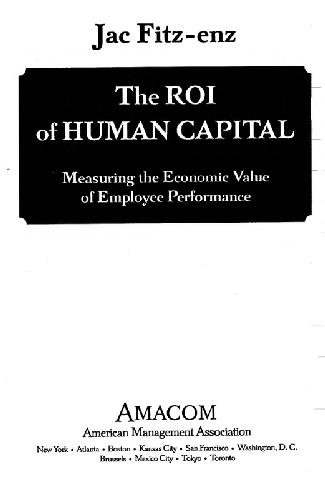 Jac Fitz-enz
The ROI
of HUMAN CAPITAL
Measuring the Economic Value
of Employee Performance
AMACOM
American Management Association
New York • Atlanta • Boston • Kansas City • San Francisco • Washington, D. C.
Brussels • Mexico City • Tokyo • Toronto